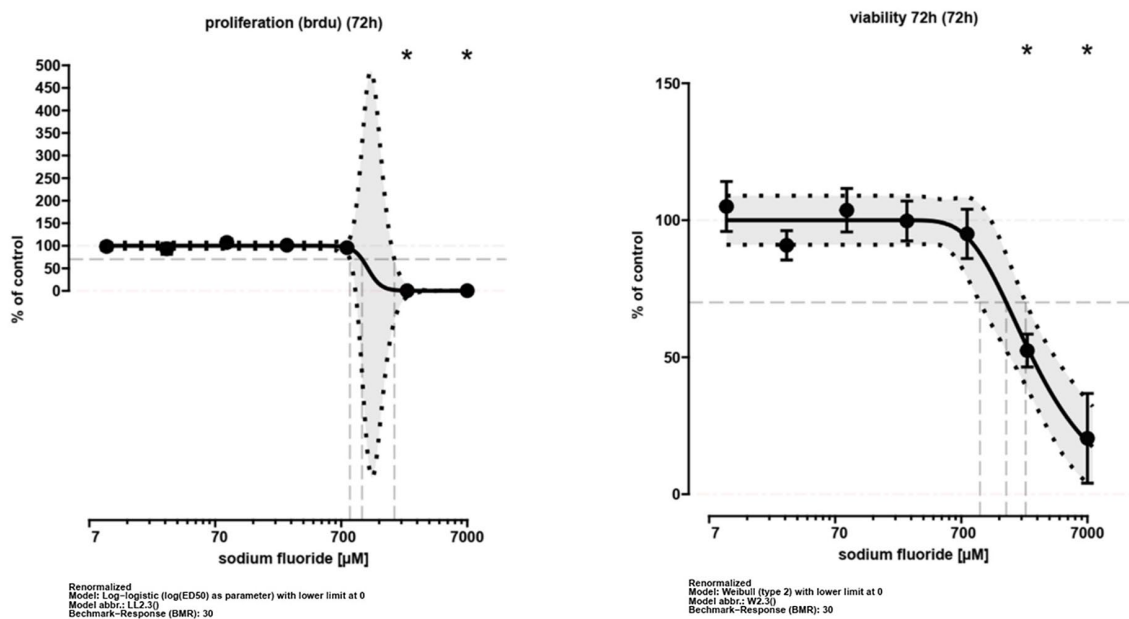 proliferation (brdu) (72h)
* *
500
450
400
350
300
250
200
150
100
50
0
% of control
7 70 700 7000
sodium fluoride [µM]
Renormalized
Model: Log-logistic (log(ED50) as parameter) with lower limit at 0
Model abbr.: LL2.3()
Bechmark-Response (BMR): 30
viability 72h (72h)
* *
150
100
50
0
% of control
7 70 700 7000
sodium fluoride [µM]
Renormalized
Model: Weibull (type 2) with lower limit at 0
Model abbr.: W2.3()
Bechmark-Response (BMR): 30